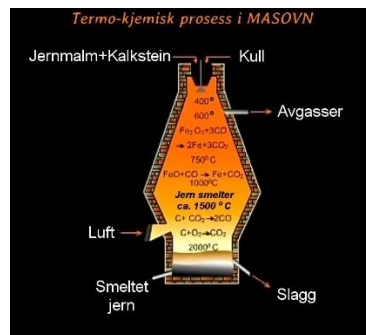 Termo-kjemisk prosess i MASOVN
Jernmalm+Kalkstein
Kull
400°
600°
Avgasser
Fe₂O₃+3CO
→2Fe+3CO₂
750°C
FeO+CO → Fe+CO₂
1000°C
Jern smelter
ca. 1500°C
C+ CO₂→2CO
Luft
C+O₂→CO₂
2000°C
Smeltet
jern
Slagg